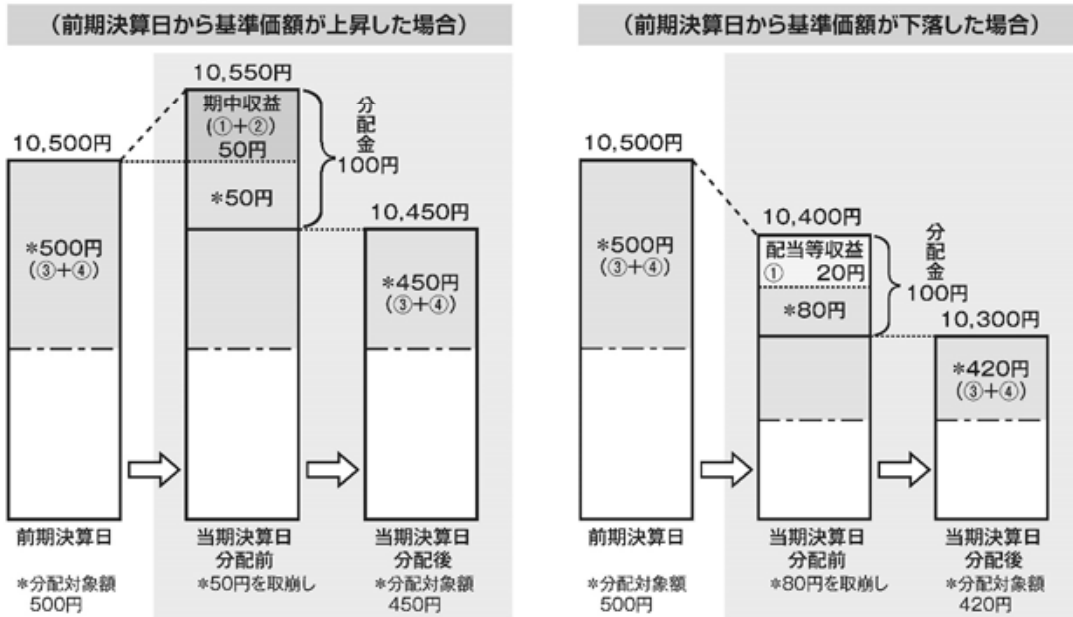 （前期決算日から基準価額が上昇した場合）
10,550円
期中収益
(①+②)
50円
分配金
100円
10,500円
*50円
10,450円
*500円
(③+④)
*450円
(③+④)
前期決算日
当期決算日
分配前
当期決算日
分配後
*分配対象額
500円
*50円を取崩し
*分配対象額
450円
（前期決算日から基準価額が下落した場合）
10,500円
10,400円
配当等収益
① 20円
分配金
100円
*500円
(③+④)
*80円
10,300円
*420円
(③+④)
前期決算日
当期決算日
分配前
当期決算日
分配後
*分配対象額
500円
*80円を取崩し
*分配対象額
420円